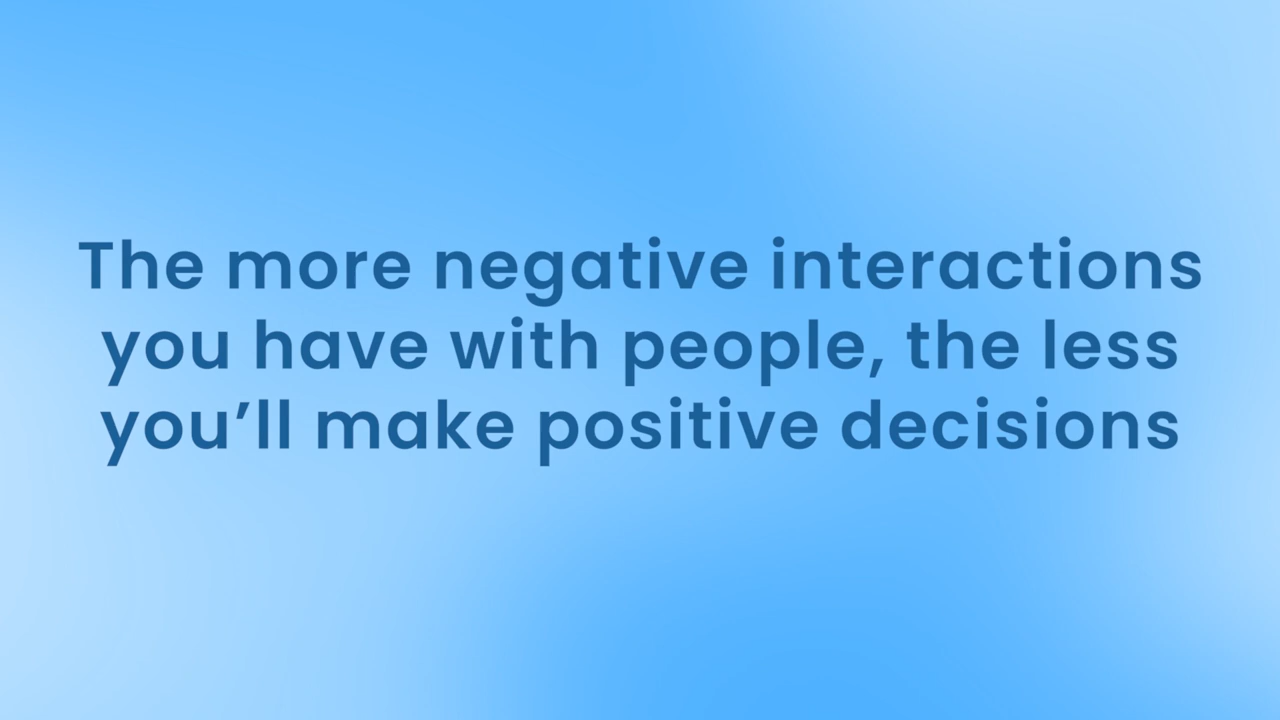 The more negative interactions
you have with people, the less
you’ll make positive decisions